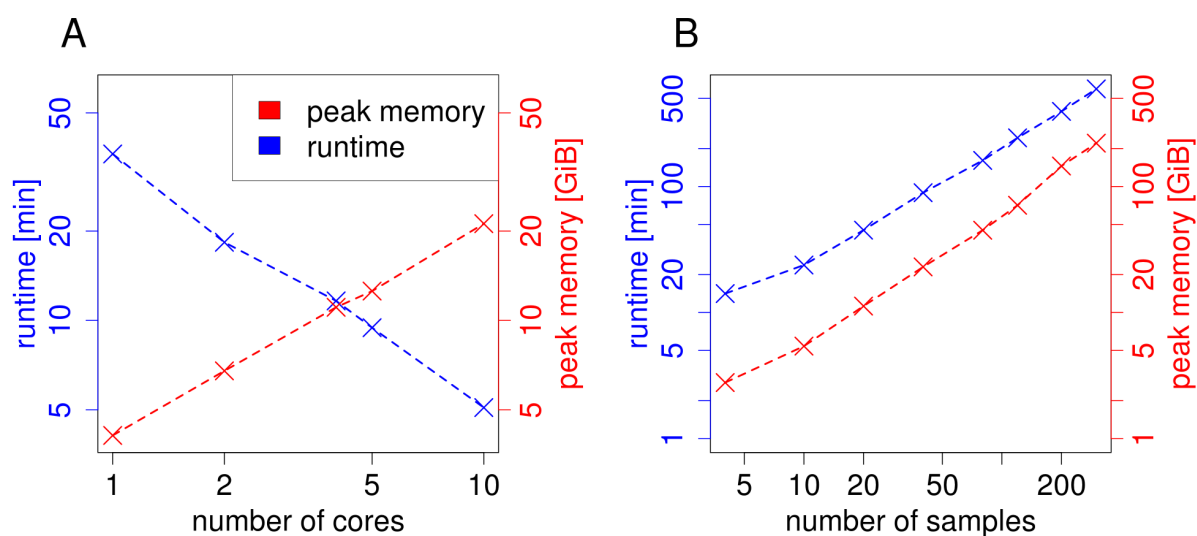 A
peak memory
runtime
50
20
10
5
runtime [min]
50
20
10
5
peak memory [GiB]
1 2 5 10
number of cores
B
500
100
20
5
1
runtime [min]
500
100
20
5
1
peak memory [GiB]
5 10 20 50 200
number of samples